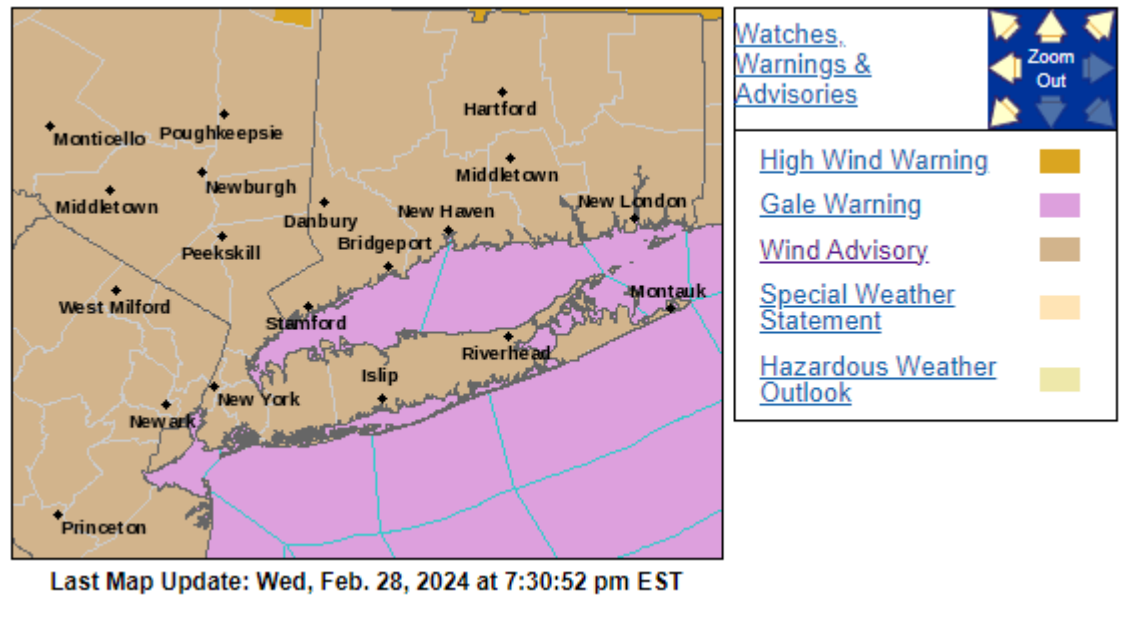 Watches,
Warnings &
Advisories
Zoom
Out
Hartford
Monticello
Poughkeepsie
Middletown
Newburgh
Middletown
New London
New Haven
Danbury
Bridgeport
Peekskill
West Milford
Montauk
Stamford
Riverhead
Islip
New York
Newark
Princeton
High Wind Warning
Gale Warning
Wind Advisory
Special Weather
Statement
Hazardous Weather
Outlook
Last Map Update: Wed, Feb. 28, 2024 at 7:30:52 pm EST